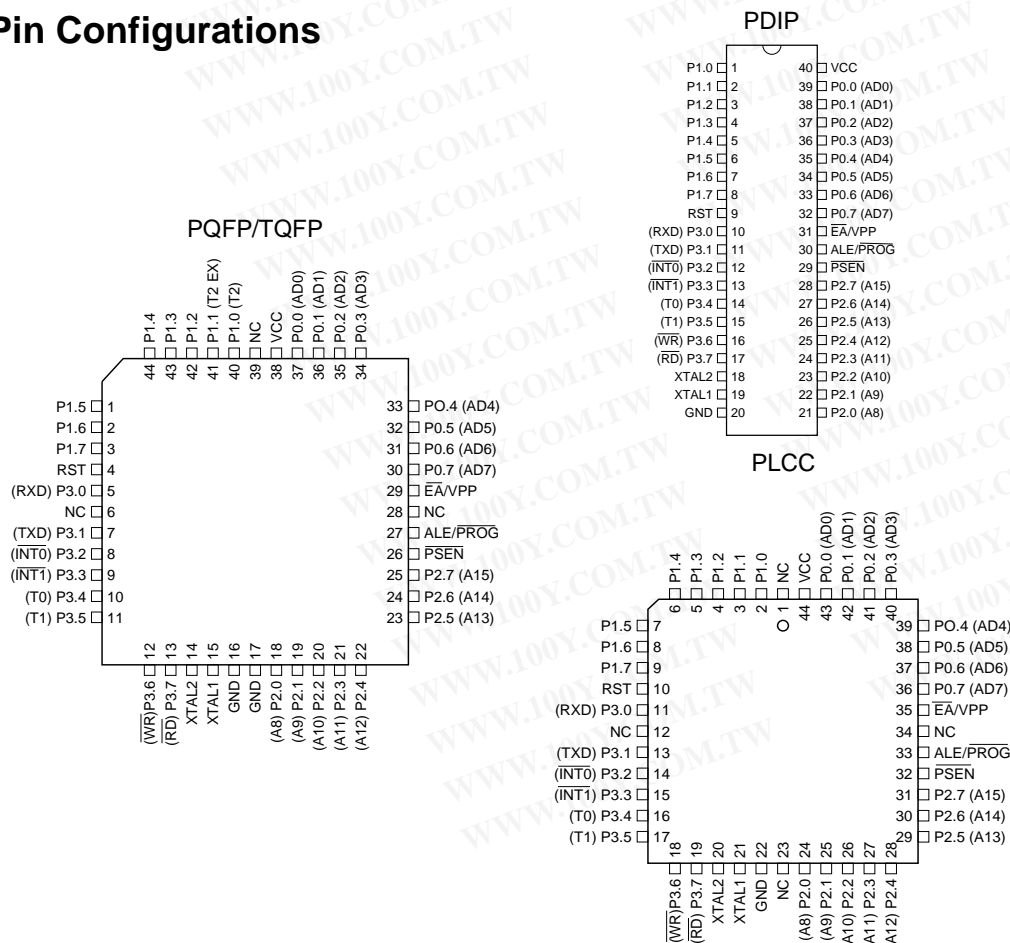 Pin Configurations
PDIP
P1.0 1 40 VCC
P1.1 2 39 P0.0 (AD0)
P1.2 3 38 P0.1 (AD1)
P1.3 4 37 P0.2 (AD2)
P1.4 5 36 P0.3 (AD3)
P1.5 6 35 P0.4 (AD4)
P1.6 7 34 P0.5 (AD5)
P1.7 8 33 P0.6 (AD6)
RST 9 32 P0.7 (AD7)
(RXD) P3.0 10 31 EA/VPP
(TXD) P3.1 11 30 ALE/PROG
(INT0) P3.2 12 29 PSEN
(INT1) P3.3 13 28 P2.7 (A15)
(T0) P3.4 14 27 P2.6 (A14)
(T1) P3.5 15 26 P2.5 (A13)
(WR) P3.6 16 25 P2.4 (A12)
(RD) P3.7 17 24 P2.3 (A11)
XTAL2 18 23 P2.2 (A10)
XTAL1 19 22 P2.1 (A9)
GND 20 21 P2.0 (A8)
PQFP/TQFP
44 P1.4
43 P1.3
42 P1.2
41 P1.1 (T2 EX)
40 P1.0 (T2)
39 NC
38 VCC
37 P0.0 (AD0)
36 P0.1 (AD1)
35 P0.2 (AD2)
34 P0.3 (AD3)
P1.5 1 33 PO.4 (AD4)
P1.6 2 32 P0.5 (AD5)
P1.7 3 31 P0.6 (AD6)
RST 4 30 P0.7 (AD7)
(RXD) P3.0 5 29 EA/VPP
NC 6 28 NC
(TXD) P3.1 7 27 ALE/PROG
(INT0) P3.2 8 26 PSEN
(INT1) P3.3 9 25 P2.7 (A15)
(T0) P3.4 10 24 P2.6 (A14)
(T1) P3.5 11 23 P2.5 (A13)
(WR)P3.6 12
(RD) P3.7 13
XTAL2 14
XTAL1 15
GND 16
GND 17
(A8) P2.0 18
(A9) P2.1 19
(A10) P2.2 20
(A11) P2.3 21
(A12) P2.4 22
PLCC
6 P1.4
5 P1.3
4 P1.2
3 P1.1
2 P1.0
1 NC
44 VCC
43 P0.0 (AD0)
42 P0.1 (AD1)
41 P0.2 (AD2)
40 P0.3 (AD3)
P1.5 7 39 PO.4 (AD4)
P1.6 8 38 P0.5 (AD5)
P1.7 9 37 P0.6 (AD6)
RST 10 36 P0.7 (AD7)
(RXD) P3.0 11 35 EA/VPP
NC 12 34 NC
(TXD) P3.1 13 33 ALE/PROG
(INT0) P3.2 14 32 PSEN
(INT1) P3.3 15 31 P2.7 (A15)
(T0) P3.4 16 30 P2.6 (A14)
(T1) P3.5 17 29 P2.5 (A13)
(WR)P3.6 18
(RD) P3.7 19
XTAL2 20
XTAL1 21
GND 22
NC 23
(A8) P2.0 24
(A9) P2.1 25
A10) P2.2 26
A11) P2.3 27
A12) P2.4 28
WWW.100Y.COM.TW